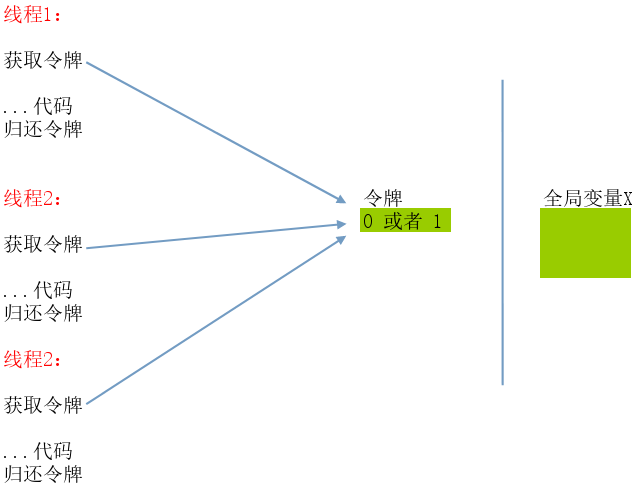 线程1：
获取令牌
...代码
归还令牌
线程2：
获取令牌
...代码
归还令牌
线程2：
获取令牌
...代码
归还令牌
令牌
0 或者 1
全局变量X